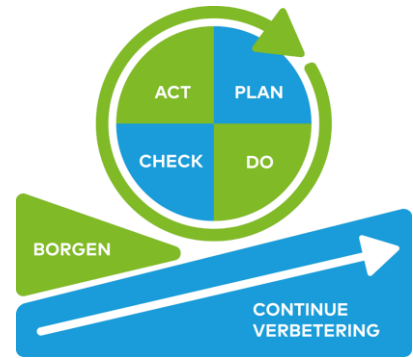 ACT
PLAN
CHECK
DO
BORGEN
CONTINUE
VERBETERING